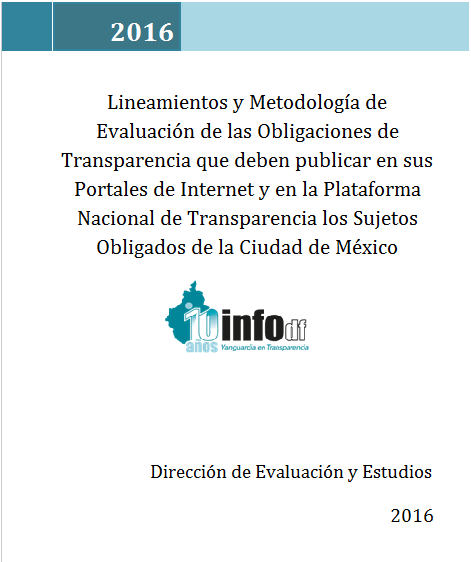 2016
Lineamientos y Metodología de
Evaluación de las Obligaciones de
Transparencia que deben publicar en sus
Portales de Internet y en la Plataforma
Nacional de Transparencia los Sujetos
Obligados de la Ciudad de México
10 infodf
años Vanguardia en Transparencia
Dirección de Evaluación y Estudios
2016